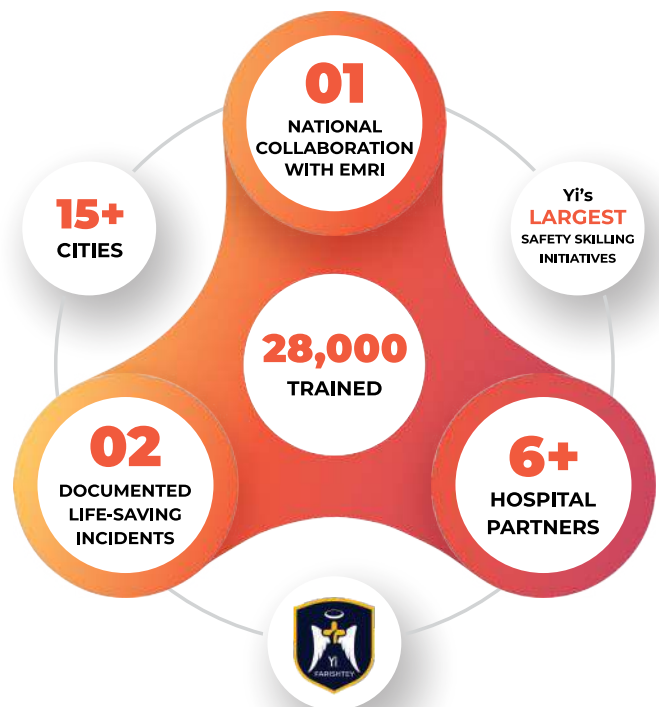 01
NATIONAL
COLLABORATION
WITH EMRI
15+
CITIES
Yi's
LARGEST
SAFETY SKILLING
INITIATIVES
28,000
TRAINED
02
DOCUMENTED
LIFE-SAVING
INCIDENTS
6+
HOSPITAL
PARTNERS
Yi
FARISHTEY